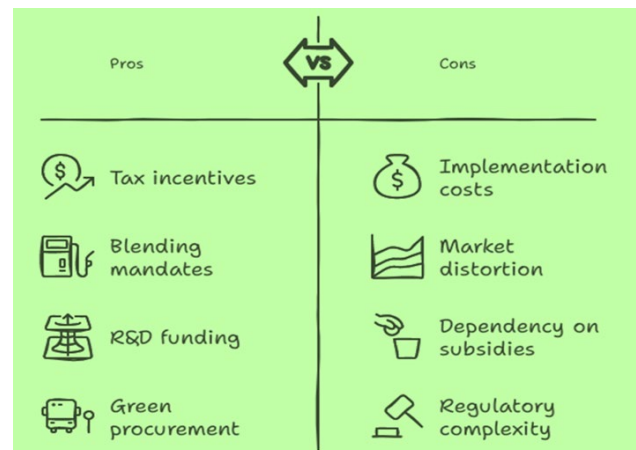 Pros
VS
Cons
$
Tax incentives
$
Implementation
costs
Blending
mandates
Market
distortion
R&D funding
Dependency on
subsidies
Green
procurement
Regulatory
complexity